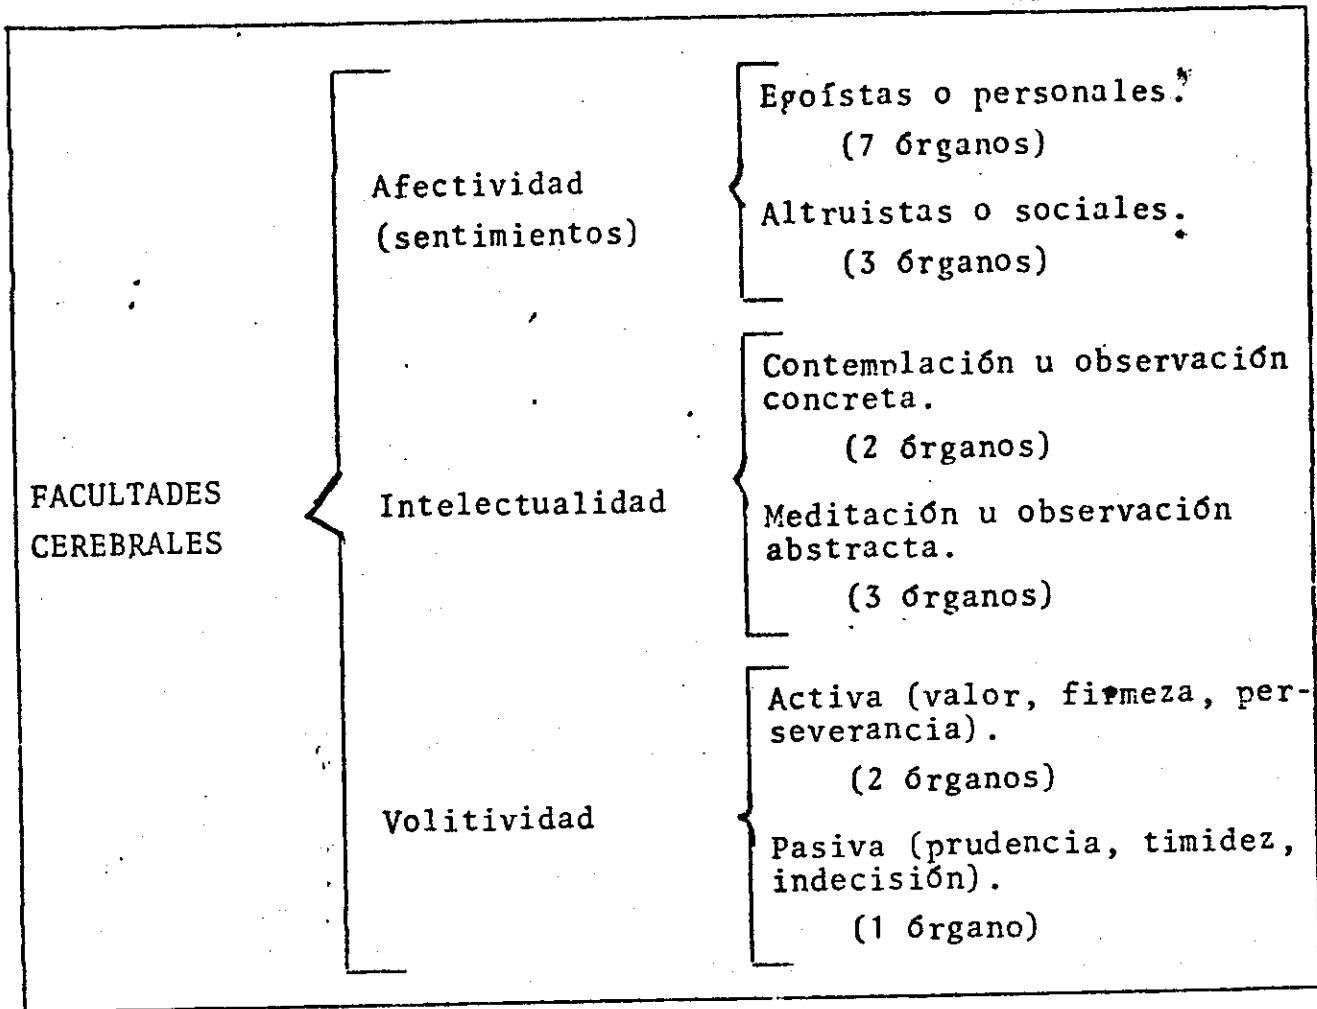 Egoístas o personales.
(7 órganos)
Afectividad
(sentimientos)
Altruistas o sociales.
(3 órganos)
Contemplación u observación
concreta.
(2 órganos)
FACULTADES
CEREBRALES
Intelectualidad
Meditación u observación
abstracta.
(3 órganos)
Activa (valor, firmeza, per-
severancia).
(2 órganos)
Volitividad
Pasiva (prudencia, timidez,
indecisión).
(1 órgano)